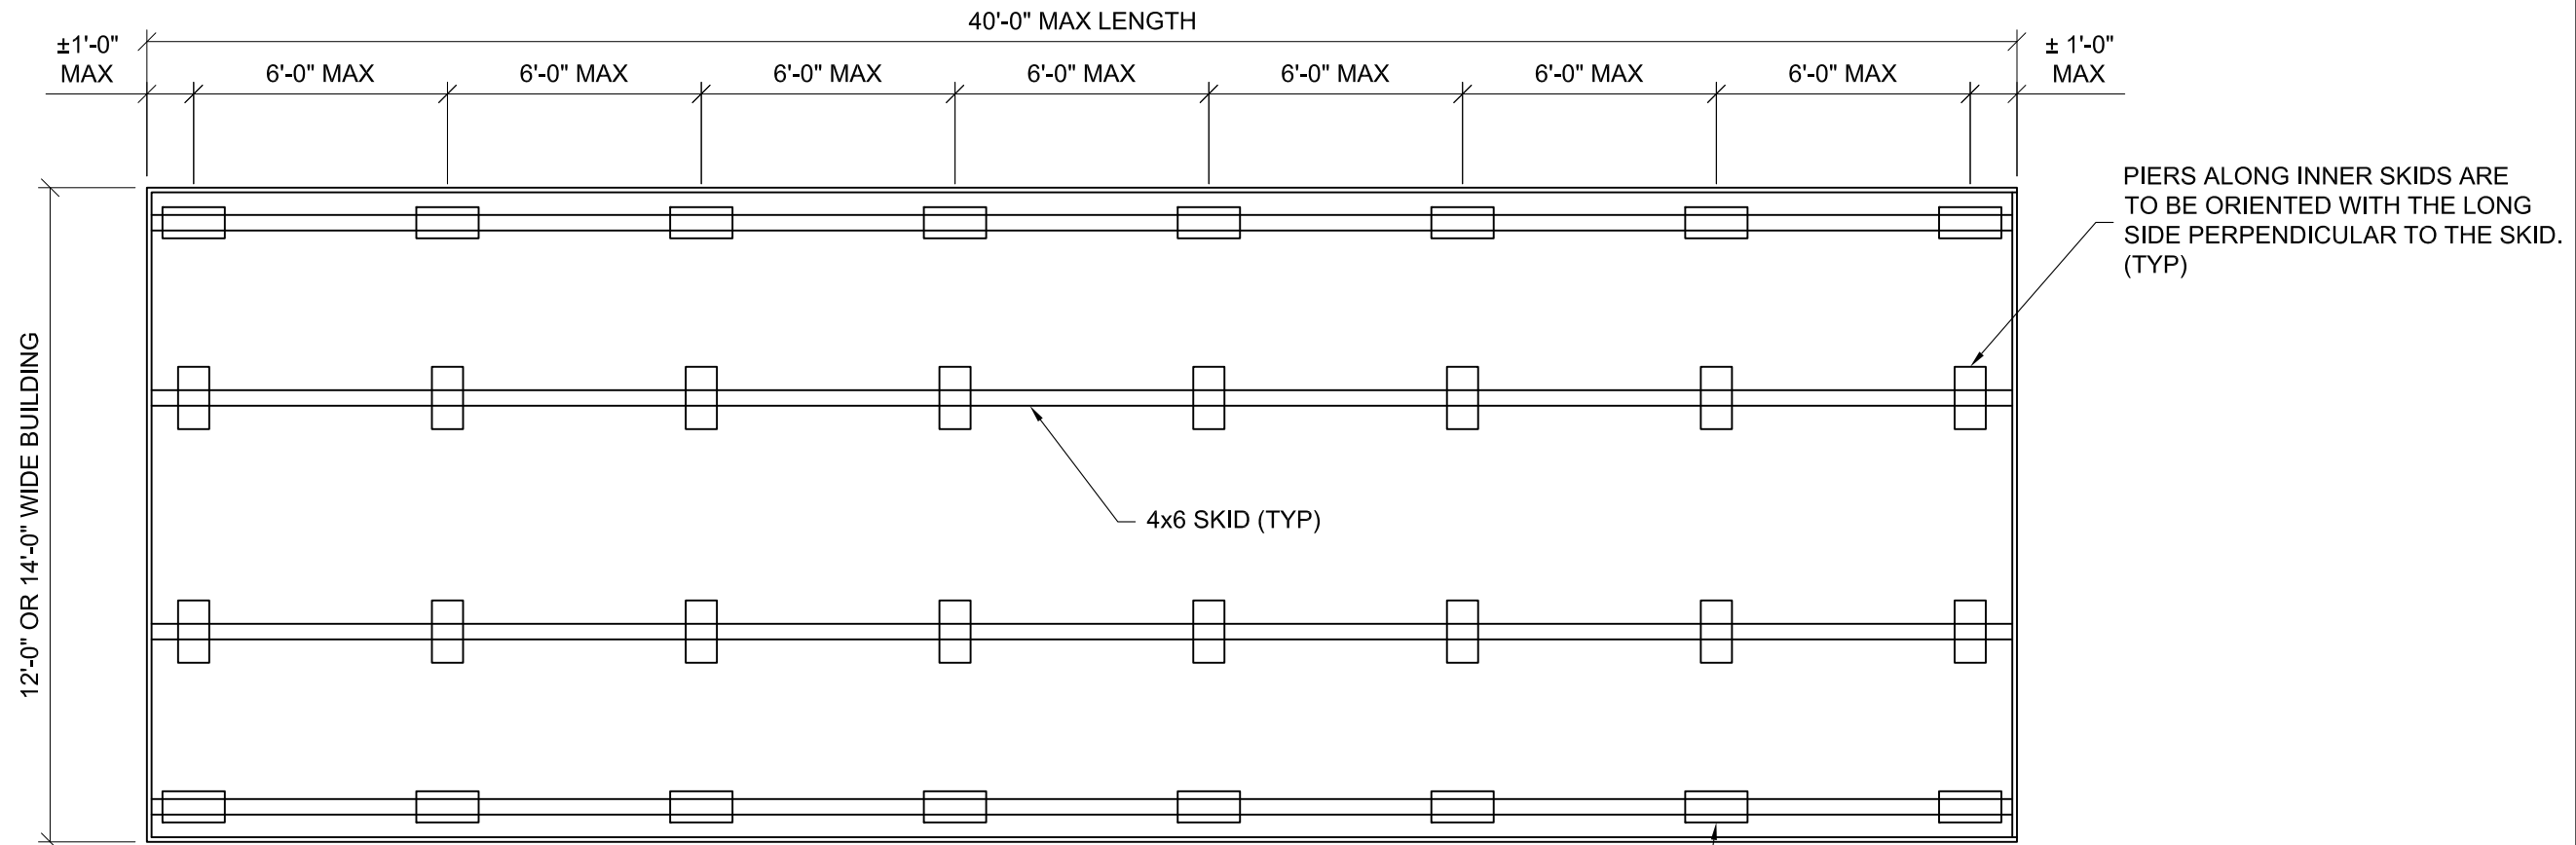 40'-0" MAX LENGTH
±1'-0"
MAX
6'-0" MAX
6'-0" MAX
6'-0" MAX
6'-0" MAX
6'-0" MAX
6'-0" MAX
6'-0" MAX
± 1'-0"
MAX
PIERS ALONG INNER SKIDS ARE
TO BE ORIENTED WITH THE LONG
SIDE PERPENDICULAR TO THE SKID.
(TYP)
12'-0" OR 14'-0" WIDE BUILDING
4x6 SKID (TYP)